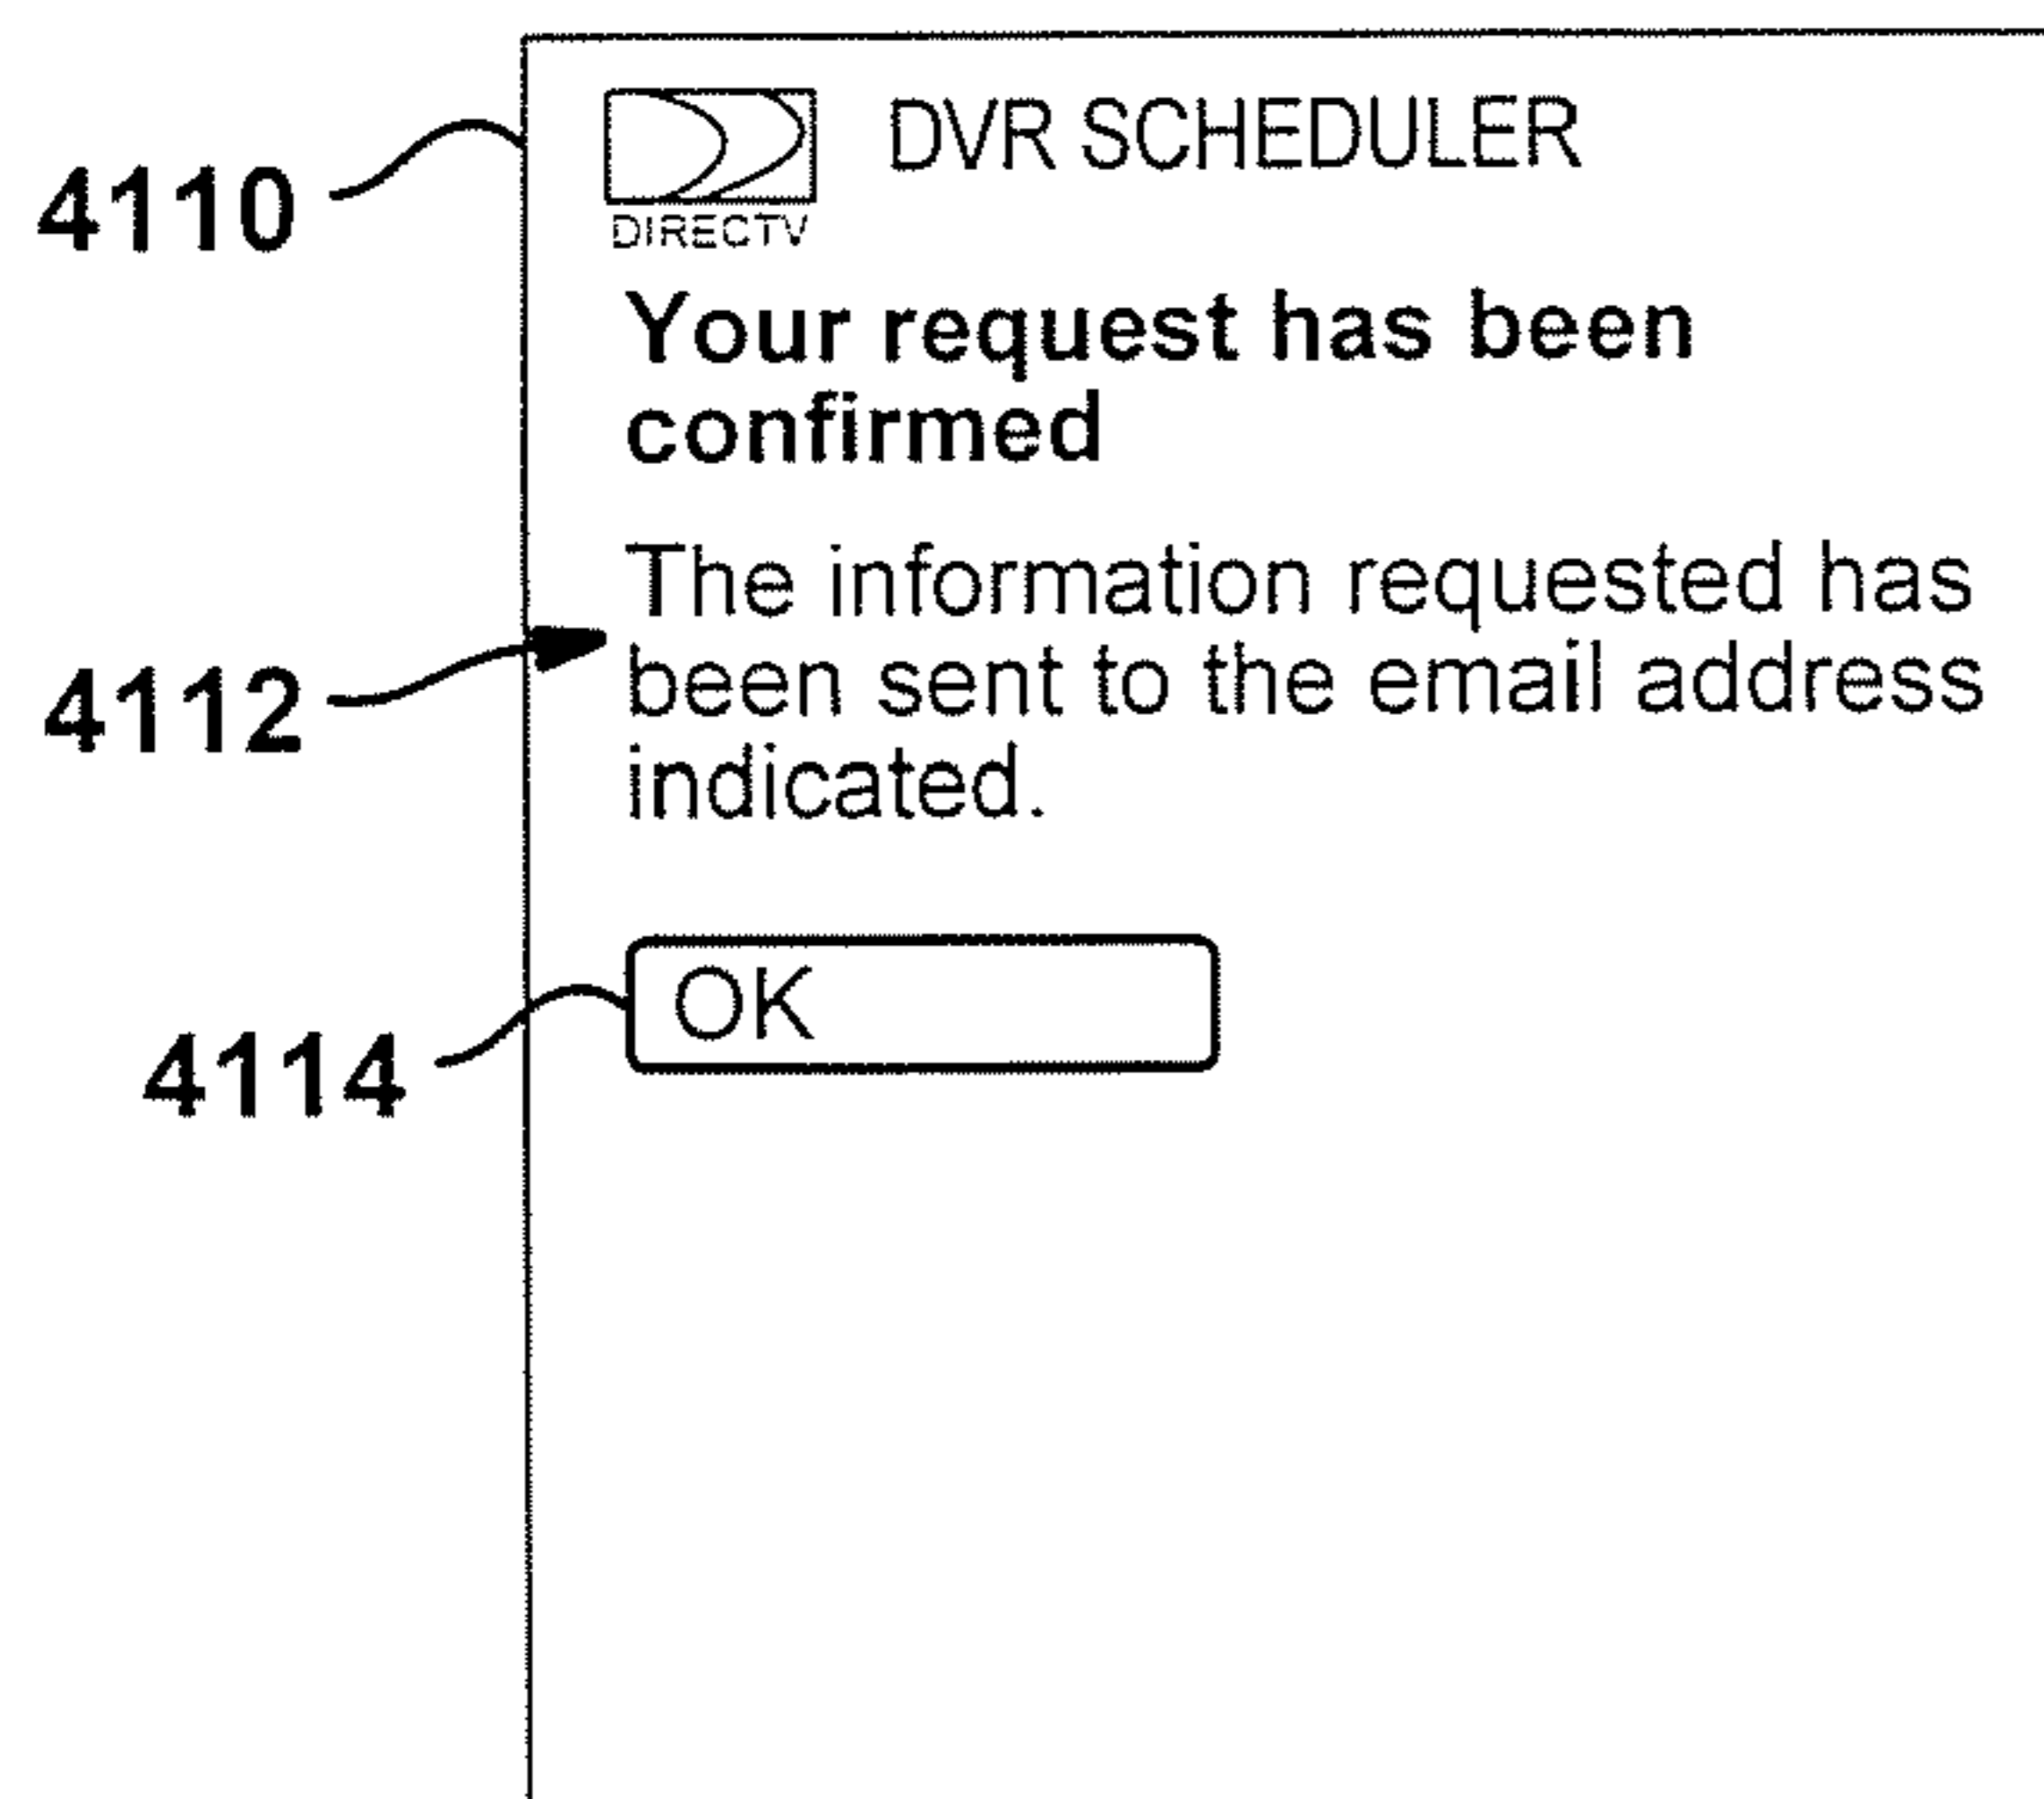 4110
DVR SCHEDULER
DIRECTV
Your request has been
confirmed
The information requested has
4112
been sent to the email address
indicated.
OK
4114